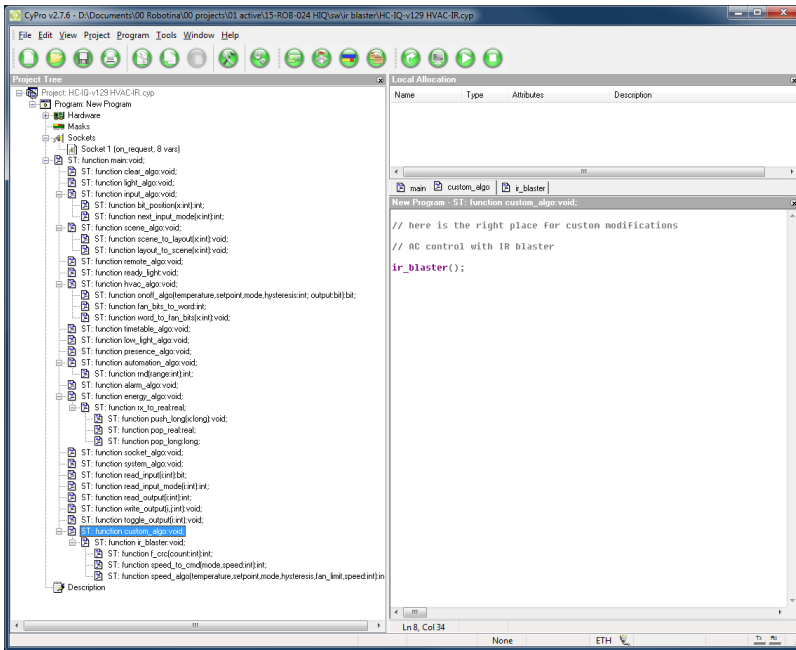 CyPro v2.7.6 - D:\Documents\00 Robotina\00 projects\01 active\15-ROB-024 HIQ\sw\ir blaster\HC-IQ-v129 HVAC-IR.cyp
File Edit View Project Program Tools Window Help
Project Tree
Project: HC-IQ-v129 HVAC-IR.cyp
Program: New Program
Hardware
Masks
Sockets
Socket 1 (on_request, 8 vars)
ST: function main:void;
ST: function clear_algo:void;
ST: function light_algo:void;
ST: function input_algo:void;
ST: function bit_position(x:int):int;
ST: function next_input_mode(x:int):int;
ST: function scene_algo:void;
ST: function scene_to_layout(x:int):void;
ST: function layout_to_scene(x:int):void;
ST: function remote_algo:void;
ST: function ready_light:void;
ST: function hvac_algo:void;
ST: function onoff_algo(temperature,setpoint,mode,hysteresis:int; output:bit):bit;
ST: function fan_bits_to_word:int;
ST: function word_to_fan_bits(x:int):void;
ST: function timetable_algo:void;
ST: function low_light_algo:void;
ST: function presence_algo:void;
ST: function automation_algo:void;
ST: function rnd(range:int):int;
ST: function alarm_algo:void;
ST: function energy_algo:void;
ST: function rx_to_real:real;
ST: function push_long(x:long):void;
ST: function pop_real:real;
ST: function pop_long:long;
ST: function socket_algo:void;
ST: function system_algo:void;
ST: function read_input(i:int):bit;
ST: function read_input_mode(i:int):int;
ST: function read_output(i:int):int;
ST: function write_output(i,j:int):void;
ST: function toggle_output(i:int):void;
ST: function custom_algo:void;
ST: function ir_blaster:void;
ST: function f_crc(count:int):int;
ST: function speed_to_cmd(mode,speed:int):int;
ST: function speed_algo(temperature,setpoint,mode,hysteresis,fan_limit,speed:int):in
Description
Local Allocation
Name Type Attributes Description
main custom_algo ir_blaster
New Program - ST: function custom_algo:void;
// here is the right place for custom modifications
// AC control with IR blaster
ir_blaster();
Ln 8, Col 34
None ETH Tx Rx